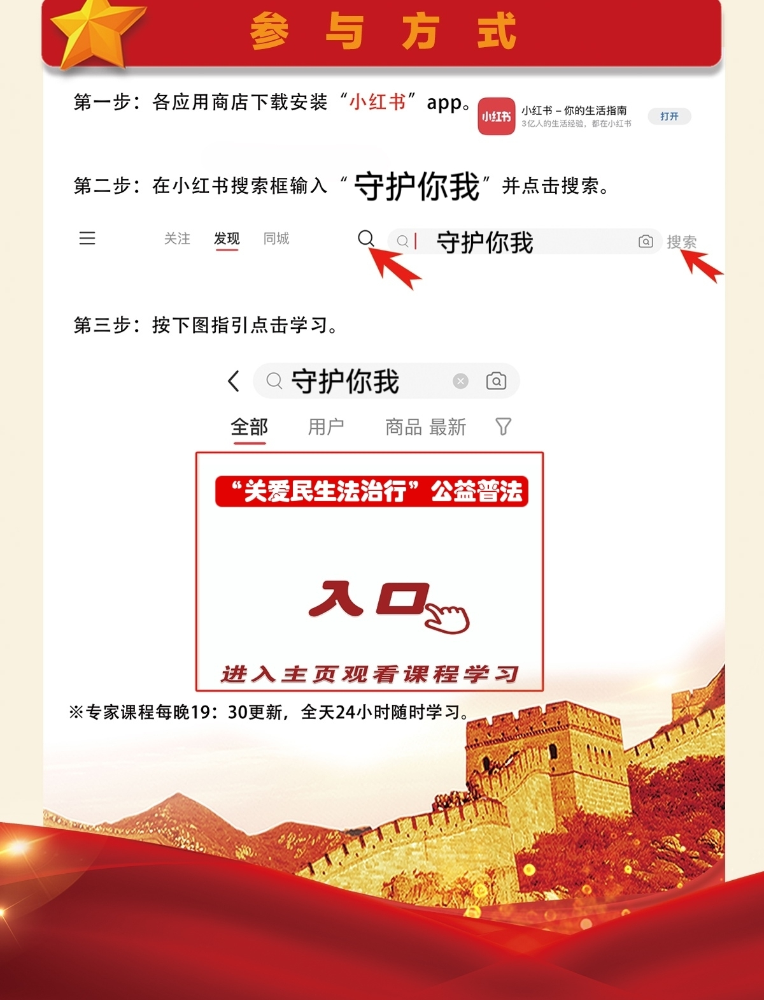 参与方式
第一步：各应用商店下载安装“小红书”app。
小红书
小红书 – 你的生活指南
3亿人的生活经验，都在小红书
打开
第二步：在小红书搜索框输入“守护你我”并点击搜索。
关注 发现 同城
守护你我 搜索
第三步：按下图指引点击学习。
守护你我
全部 用户 商品 最新
“关爱民生法治行”公益普法
入口
进入主页观看课程学习
※专家课程每晚19：30更新，全天24小时随时学习。